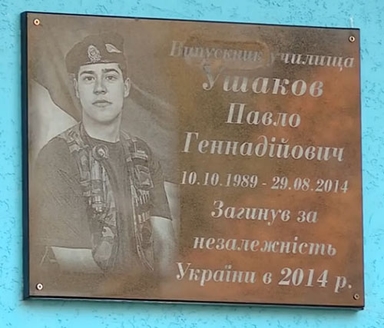 Випускник училища
Ушаков
Павло
Геннадійович
10.10.1989 - 29.08.2014
Загинув за
незалежність
України в 2014 р.